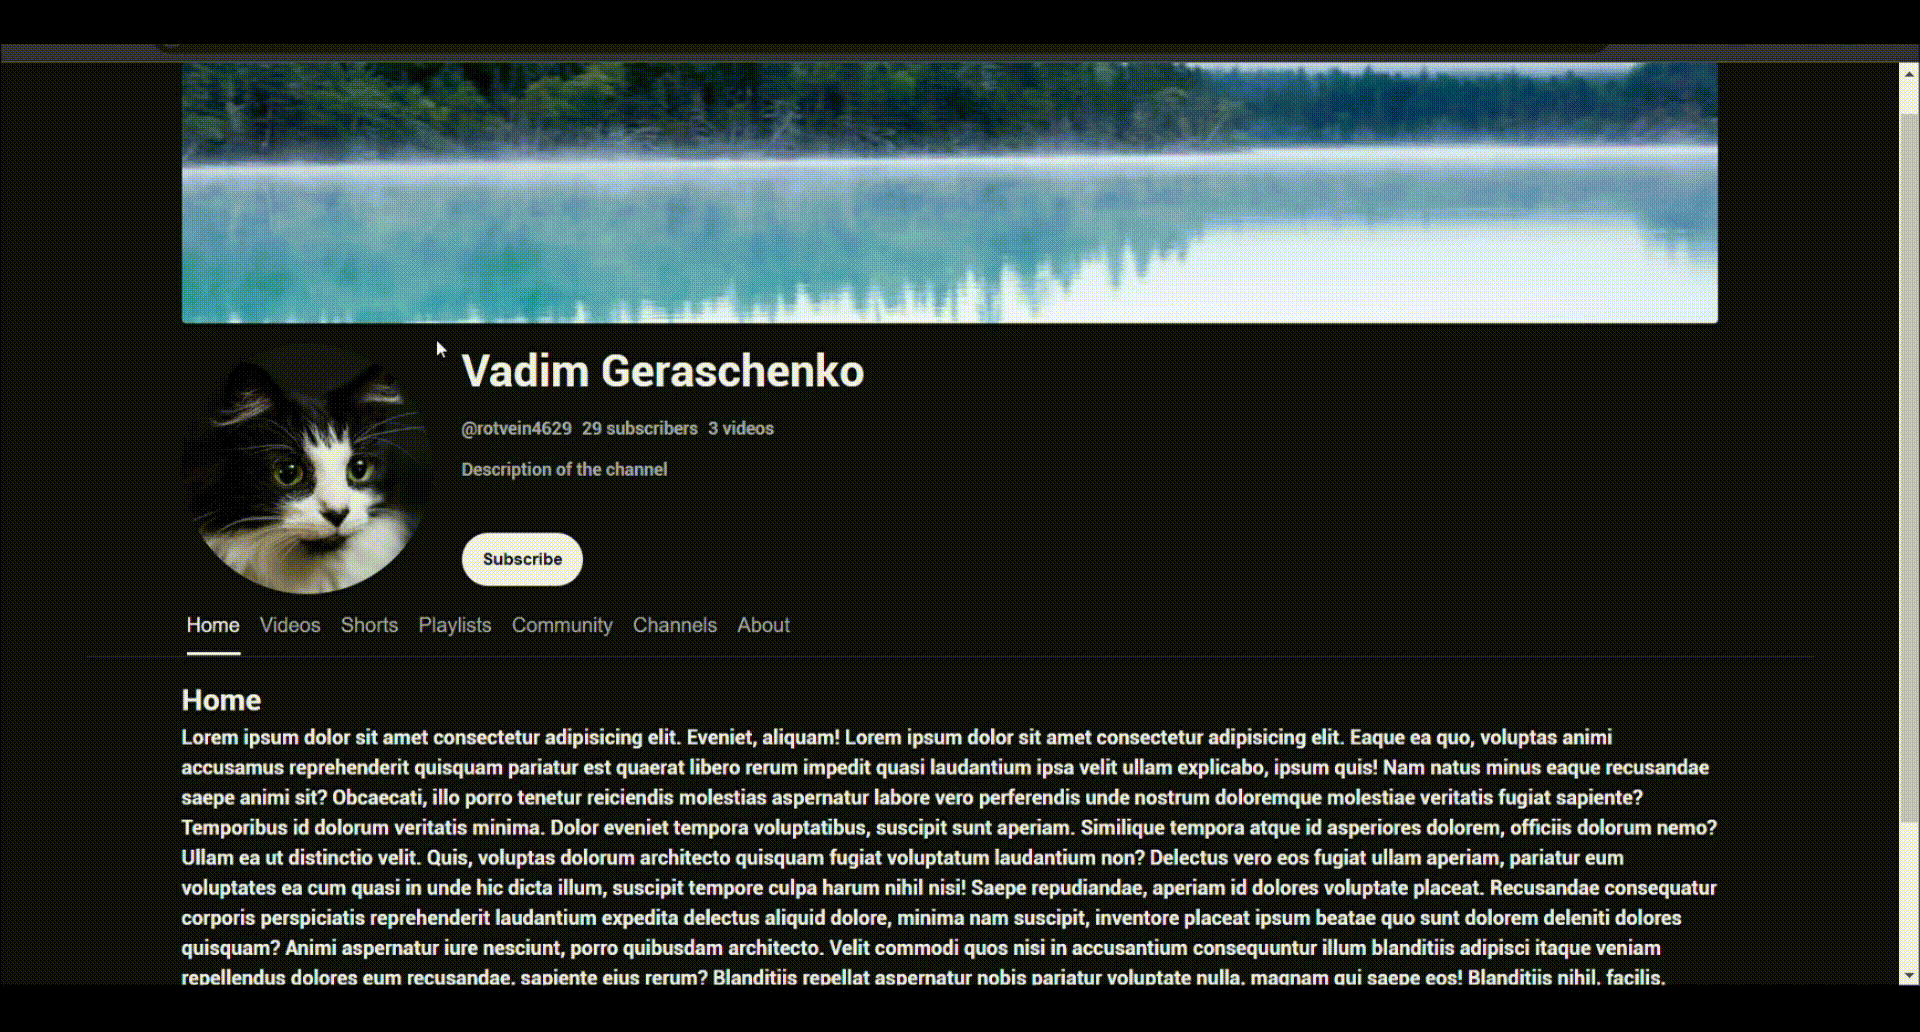 Vadim Geraschenko
@rotvein4629 29 subscribers 3 videos
Description of the channel
Subscribe
Home Videos Shorts Playlists Community Channels About
Home
Lorem ipsum dolor sit amet consectetur adipisicing elit. Eveniet, aliquam! Lorem ipsum dolor sit amet consectetur adipisicing elit. Eaque ea quo, voluptas animi
accusamus reprehenderit quisquam pariatur est quaerat libero rerum impedit quasi laudantium ipsa velit ullam explicabo, ipsum quis! Nam natus minus eaque recusandae
saepe animi sit? Obcaecati, illo porro tenetur reiciendis molestias aspernatur labore vero perferendis unde nostrum doloremque molestiae veritatis fugiat sapiente?
Temporibus id dolorum veritatis minima. Dolor eveniet tempora voluptatibus, suscipit sunt aperiam. Similique tempora atque id asperiores dolorem, officiis dolorum nemo?
Ullam ea ut distinctio velit. Quis, voluptas dolorum architecto quisquam fugiat voluptatum laudantium non? Delectus vero eos fugiat ullam aperiam, pariatur eum
voluptates ea cum quasi in unde hic dicta illum, suscipit tempore culpa harum nihil nisi! Saepe repudiandae, aperiam id dolores voluptate placeat. Recusandae consequatur
corporis perspiciatis reprehenderit laudantium expedita delectus aliquid dolore, minima nam suscipit, inventore placeat ipsum beatae quo sunt dolorem deleniti dolores
quisquam? Animi aspernatur iure nesciunt, porro quibusdam architecto. Velit commodi quos nisi in accusantium consequuntur illum blanditiis adipisci itaque veniam
repellendus dolores eum recusandae, sapiente eius rerum? Blanditiis repellat aspernatur nobis pariatur voluptate nulla, magnam qui saepe eos! Blanditiis nihil, facilis,